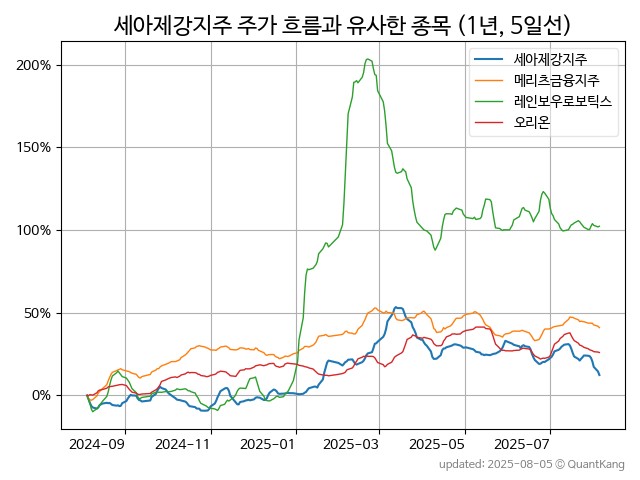 세아제강지주 주가 흐름과 유사한 종목 (1년, 5일선)
세아제강지주
메리츠금융지주
레인보우로보틱스
오리온
200%
150%
100%
50%
0%
2024-09 2024-11 2025-01 2025-03 2025-05 2025-07
updated: 2025-08-05 ⓒ QuantKang